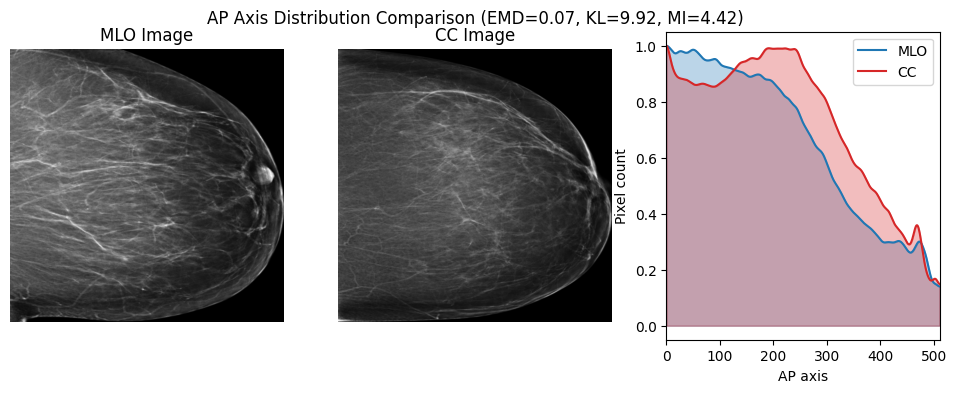 AP Axis Distribution Comparison (EMD=0.07, KL=9.92, MI=4.42)
MLO Image
CC Image
MLO
CC
1.0
0.8
0.6
0.4
0.2
0.0
Pixel count
0 100 200 300 400 500
AP axis